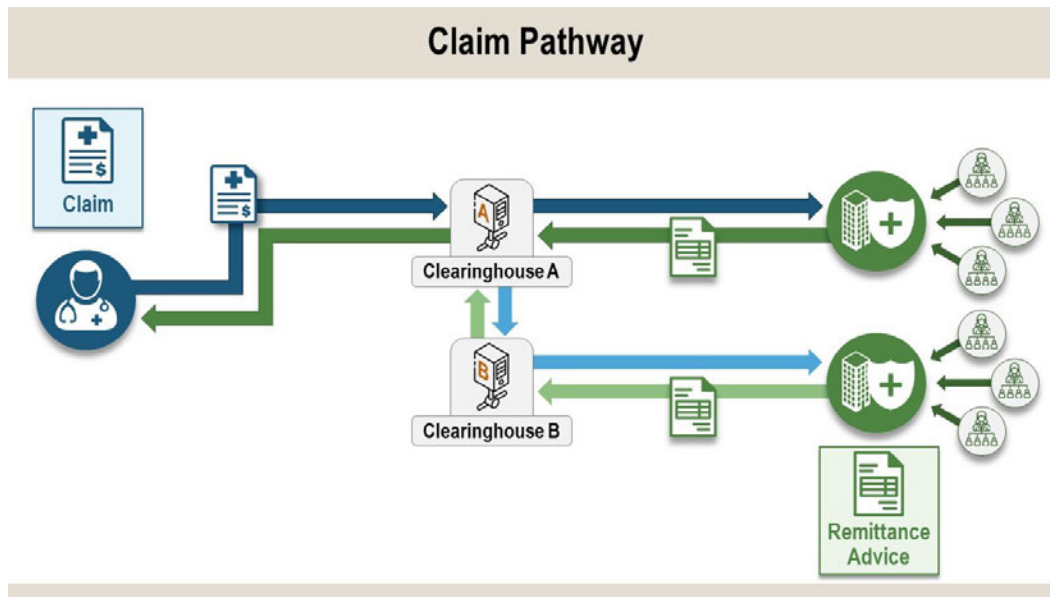 Claim Pathway
$
Claim
$
A
Clearinghouse A
B
Clearinghouse B
Remittance
Advice